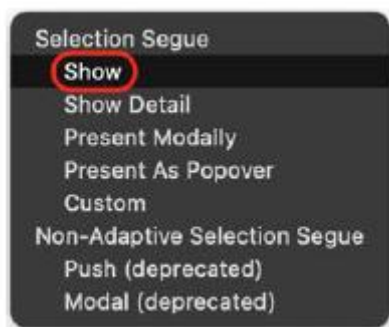 Selection Segue
Show
Show Detail
Present Modally
Present As Popover
Custom
Non-Adaptive Selection Segue
Push (deprecated)
Modal (deprecated)